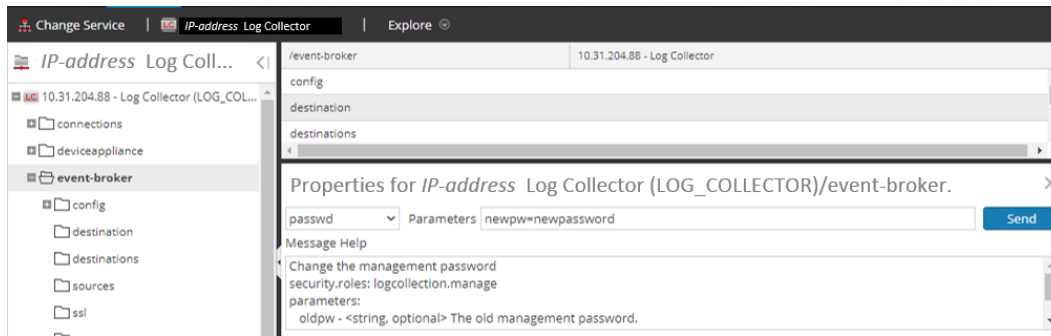 Change Service | LC IP-address Log Collector | Explore
IP-address Log Coll...
LC 10.31.204.88 - Log Collector (LOG_COL...
connections
deviceappliance
event-broker
config
destination
destinations
sources
ssl
/event-broker 10.31.204.88 - Log Collector
config
destination
destinations
Properties for IP-address Log Collector (LOG_COLLECTOR)/event-broker.
passwd Parameters newpw=newpassword Send
Message Help
Change the management password
security.roles: logcollection.manage
parameters:
oldpw - <string, optional> The old management password.